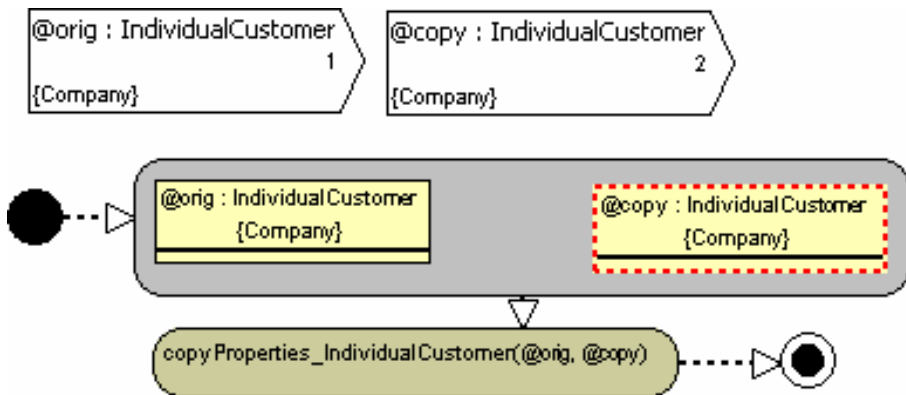 @orig : IndividualCustomer
1
{Company}
@copy : IndividualCustomer
2
{Company}
@orig : IndividualCustomer
{Company}
@copy : IndividualCustomer
{Company}
copyProperties_IndividualCustomer(@orig, @copy)